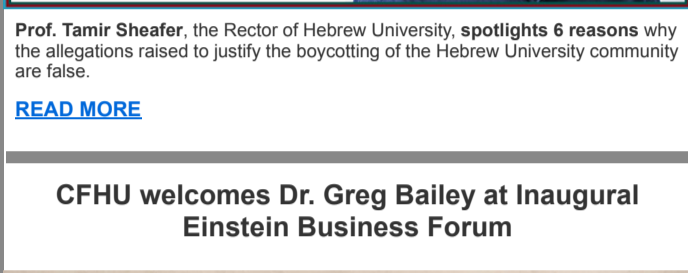 Prof. Tamir Sheafer, the Rector of Hebrew University, spotlights 6 reasons why
the allegations raised to justify the boycotting of the Hebrew University community
are false.
READ MORE
CFHU welcomes Dr. Greg Bailey at Inaugural
Einstein Business Forum